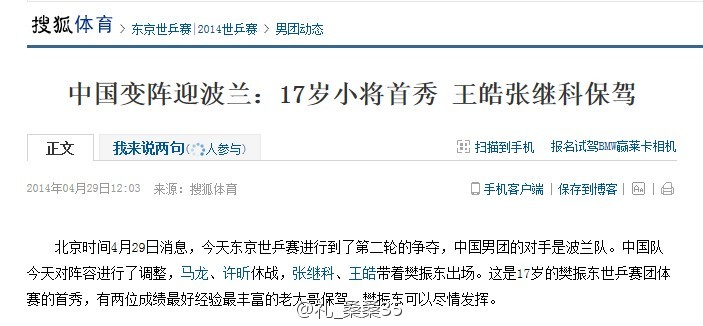 搜狐体育 > 东京世乒赛|2014世乒赛 > 男团动态
中国变阵迎波兰：17岁小将首秀 王皓张继科保驾
正文 我来说两句(人参与) 扫描到手机 报名试驾BMW赢莱卡相机
2014年04月29日12:03 来源：搜狐体育 手机客户端 | 保存到博客 | Aa |
北京时间4月29日消息，今天东京世乒赛进行到了第二轮的争夺，中国男团的对手是波兰队。中国队
今天对阵容进行了调整，马龙、许昕休战，张继科、王皓带着樊振东出场。这是17岁的樊振东世乒赛团体
赛的首秀，有两位成绩最好经验最丰富的老大哥保驾，樊振东可以尽情发挥。
@礼_桑桑35